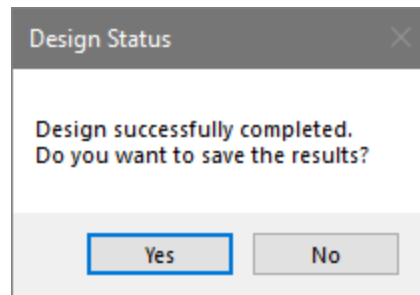 Design Status
Design successfully completed.
Do you want to save the results?
Yes
No